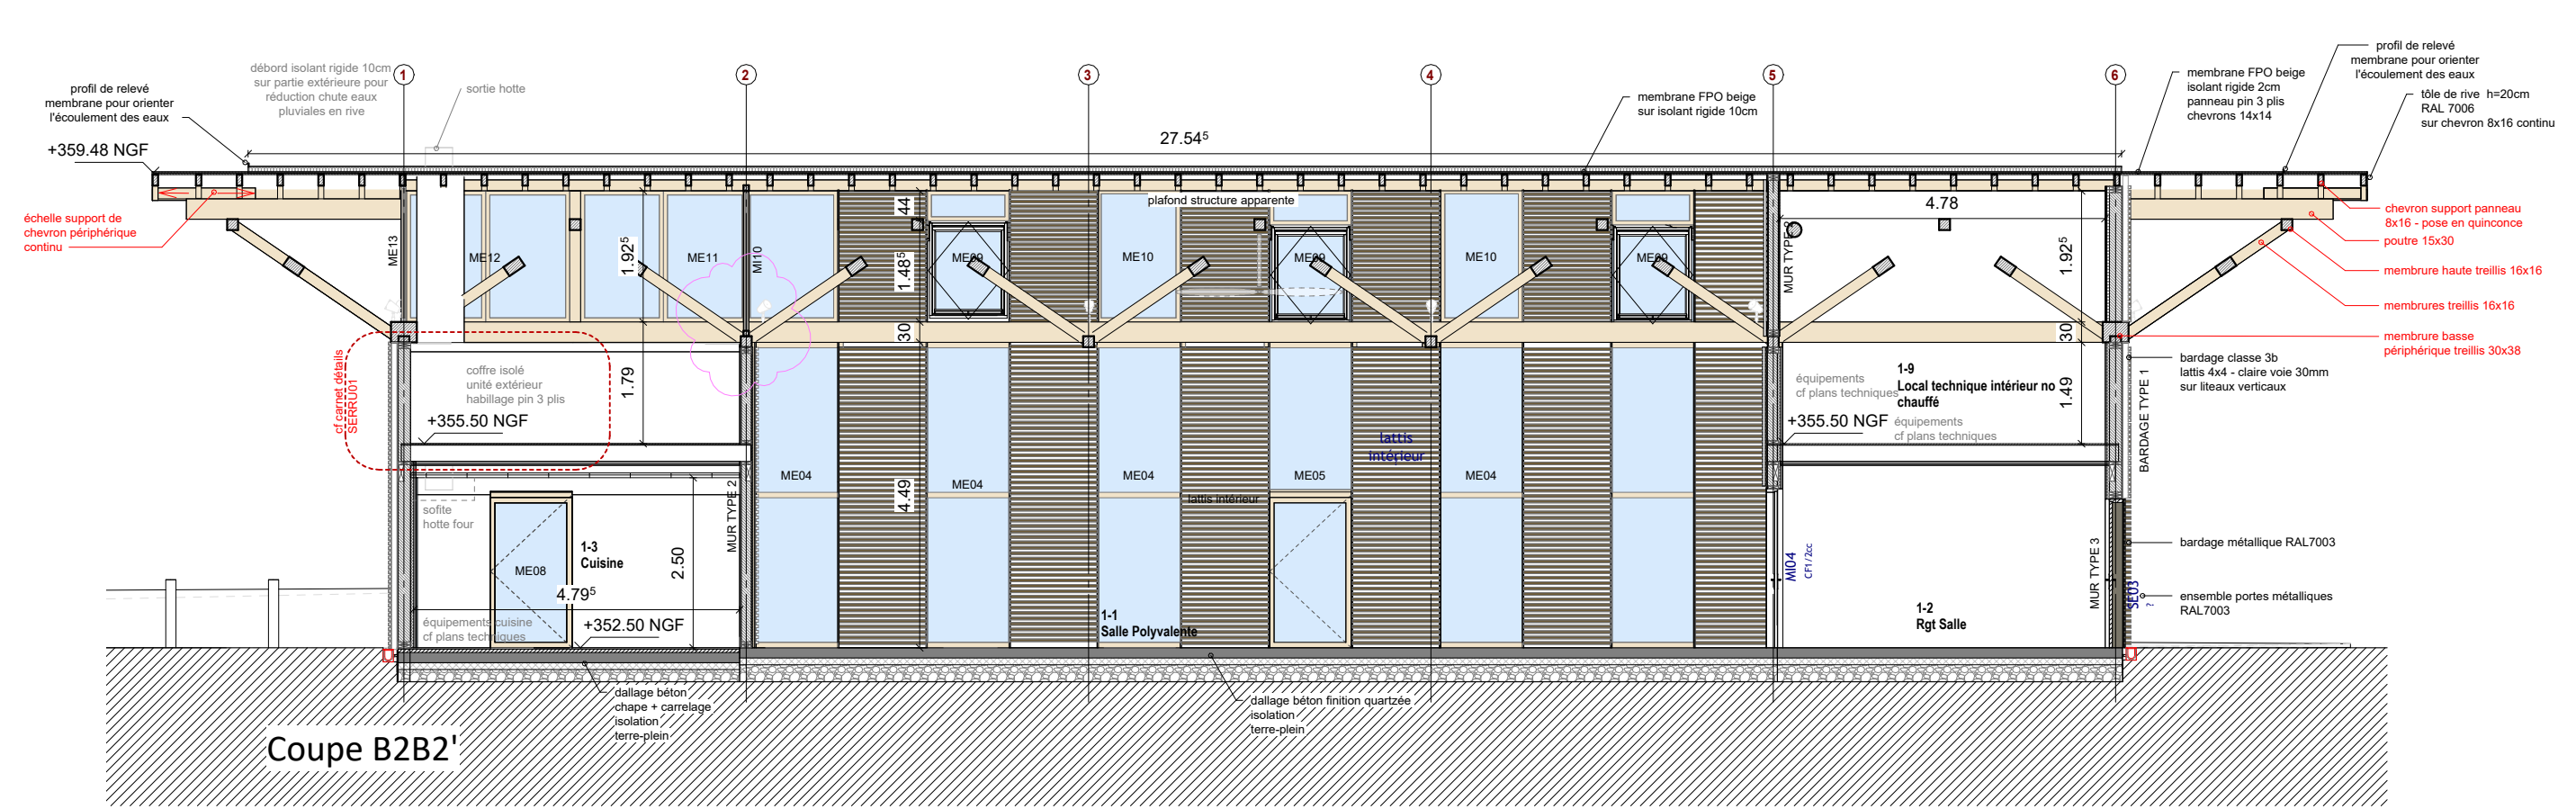 débord isolant rigide 10cm
sur partie extérieure pour
réduction chute eaux
pluviales en rive
profil de relevé
membrane pour orienter
l'écoulement des eaux
+359.48 NGF
sortie hotte
1
2
3
4
5
6
27.54⁵
membrane FPO beige
sur isolant rigide 10cm
membrane FPO beige
isolant rigide 2cm
panneau pin 3 plis
chevrons 14x14
profil de relevé
membrane pour orienter
l'écoulement des eaux
tôle de rive h=20cm
RAL 7006
sur chevron 8x16 continu
échelle support de
chevron périphérique
continu
chevron support panneau
8x16 - pose en quinconce
poutre 15x30
membrure haute treillis 16x16
membrures treillis 16x16
membrure basse
périphérique treillis 30x38
plafond structure apparente
ME13
ME12
1.92⁵
ME11
MI10
44
1.48⁵
30
ME09
ME10
ME09
ME10
ME09
MUR TYPE 2
4.78
1.92⁵
30
cf carnet détails
SERRU01
coffre isolé
unité extérieur
habillage pin 3 plis
1.79
+355.50 NGF
équipements
cf plans techniques
1-9
Local technique intérieur no
chauffé
1.49
+355.50 NGF
équipements
cf plans techniques
bardage classe 3b
lattis 4x4 - claire voie 30mm
sur liteaux verticaux
BARDAGE TYPE 1
lattis
intérieur
ME04
4.49
ME04
ME04
ME05
ME04
lattis intérieur
sofite
hotte four
MUR TYPE 2
1-3
Cuisine
2.50
ME08
4.79⁵
équipements cuisine
cf plans techniques
+352.50 NGF
1-1
Salle Polyvalente
MI04
CF1/2cc
1-2
Rgt Salle
MUR TYPE 3
SE03
?
bardage métallique RAL7003
ensemble portes métalliques
RAL7003
dallage béton
chape + carrelage
isolation
terre-plein
dallage béton finition quartzée
isolation
terre-plein
Coupe B2B2'